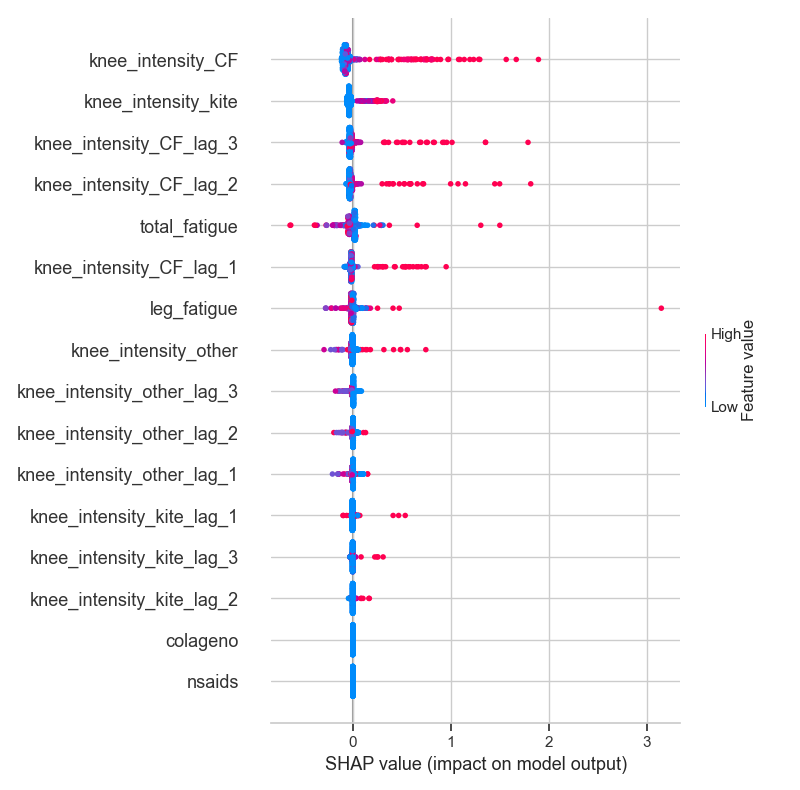 knee_intensity_CF
knee_intensity_kite
knee_intensity_CF_lag_3
knee_intensity_CF_lag_2
total_fatigue
knee_intensity_CF_lag_1
leg_fatigue
knee_intensity_other
knee_intensity_other_lag_3
knee_intensity_other_lag_2
knee_intensity_other_lag_1
knee_intensity_kite_lag_1
knee_intensity_kite_lag_3
knee_intensity_kite_lag_2
colageno
nsaids
0 1 2 3
SHAP value (impact on model output)
High
Low
Feature value